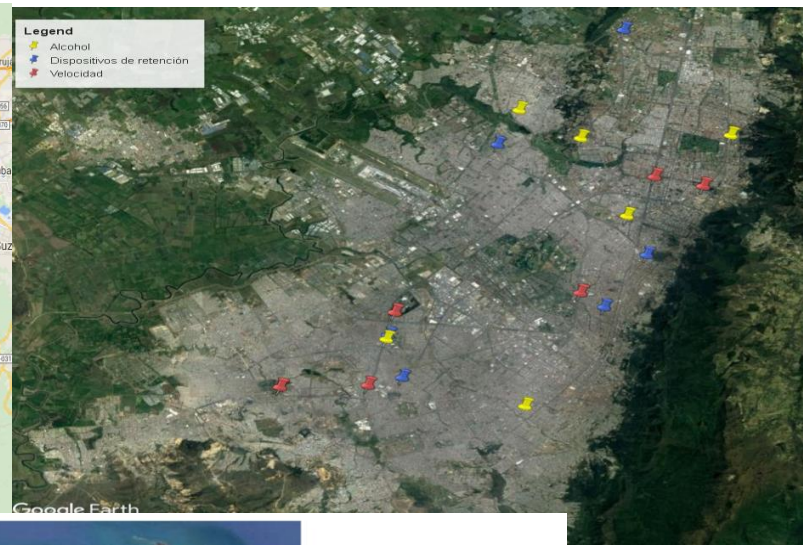 Legend
Alcohol
Dispositivos de retención
Velocidad
Google Earth